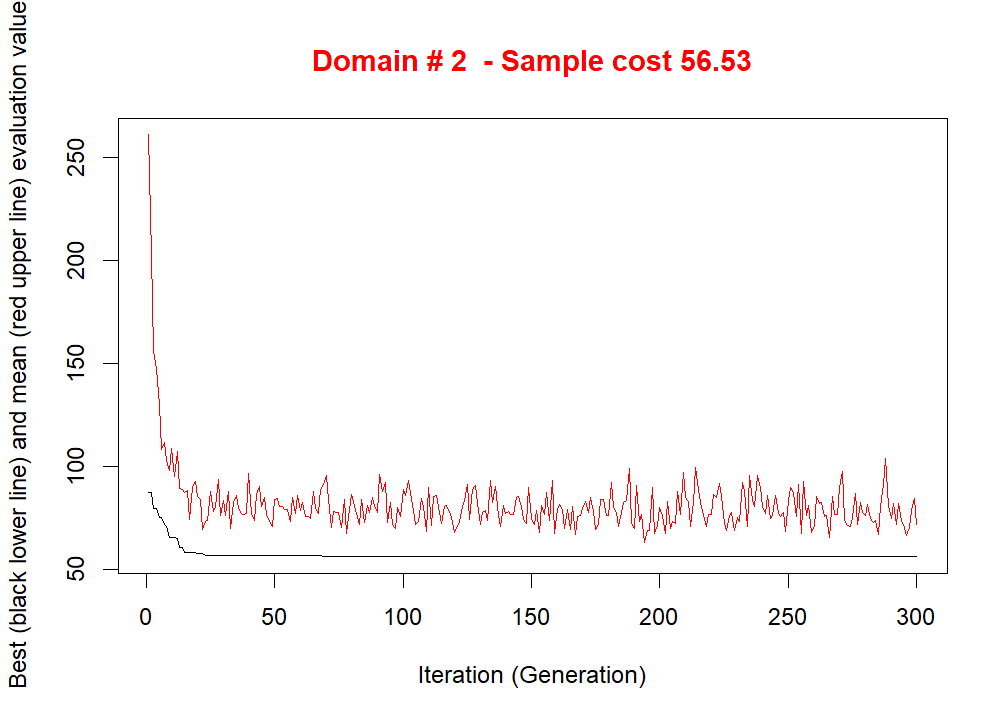 Domain # 2  - Sample cost 56.53
Best (black lower line) and mean (red upper line) evaluation value
250
200
150
100
50
0 50 100 150 200 250 300
Iteration (Generation)